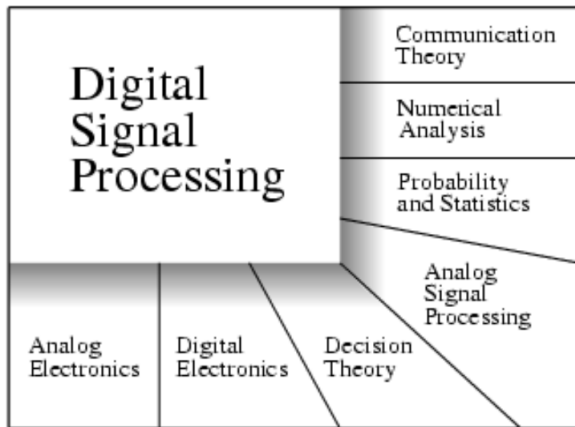 Digital
Signal
Processing
Communication
Theory
Numerical
Analysis
Probability
and Statistics
Analog
Signal
Processing
Analog
Electronics
Digital
Electronics
Decision
Theory